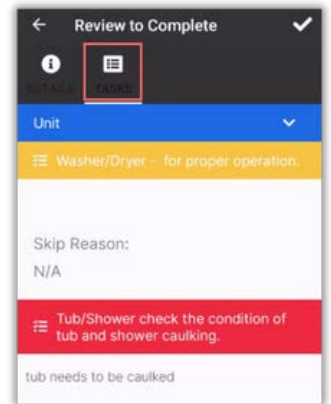 Review to Complete
DETAILS TASKS
Unit
Washer/Dryer - for proper operation.
Skip Reason:
N/A
Tub/Shower check the condition of
tub and shower caulking.
tub needs to be caulked